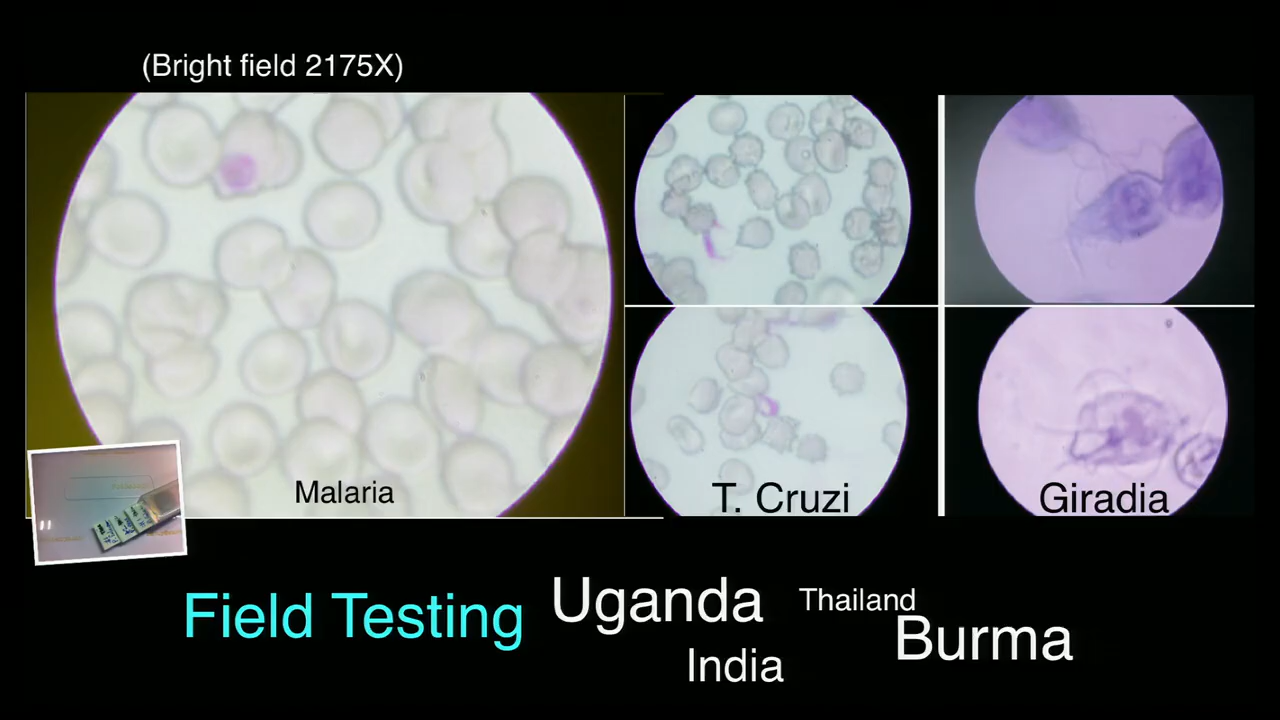 (Bright field 2175X)
Malaria
T. Cruzi
Giradia
Field Testing
Uganda
Thailand
India
Burma